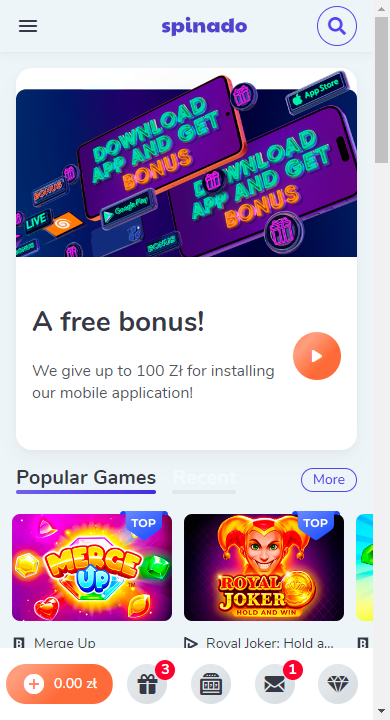 spinado
App Store
DOWNLOAD
APP AND GET
BONUS
DOWNLOAD
APP AND GET
BONUS
BONUS
LIVE
Google Play
BONUS
BONUS
A free bonus!
We give up to 100 Zł for installing
our mobile application!
Popular Games
Recent
More
TOP
TOP
MERGE
UP
ROYAL
JOKER
HOLD AND WIN
Merge Up
Royal Joker: Hold a...
0.00 zł
3
1